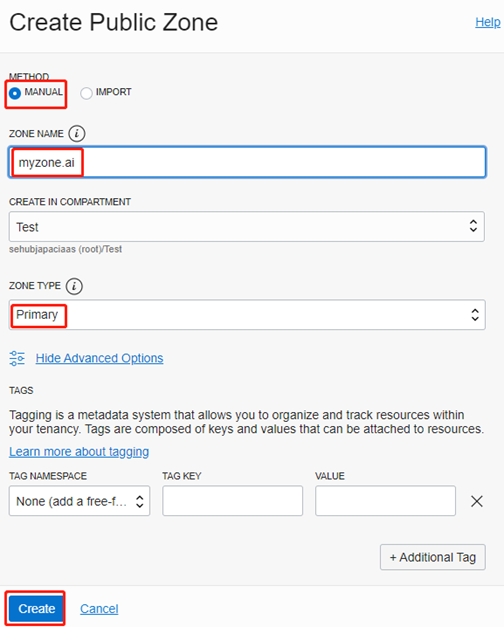 Create Public Zone
Help
METHOD
MANUAL IMPORT
ZONE NAME i
myzone.ai
CREATE IN COMPARTMENT
Test
sehubjapaciaas (root)/Test
ZONE TYPE i
Primary
Hide Advanced Options
TAGS
Tagging is a metadata system that allows you to organize and track resources within
your tenancy. Tags are composed of keys and values that can be attached to resources.
Learn more about tagging
TAG NAMESPACE TAG KEY VALUE
None (add a free-f...
+ Additional Tag
Create Cancel